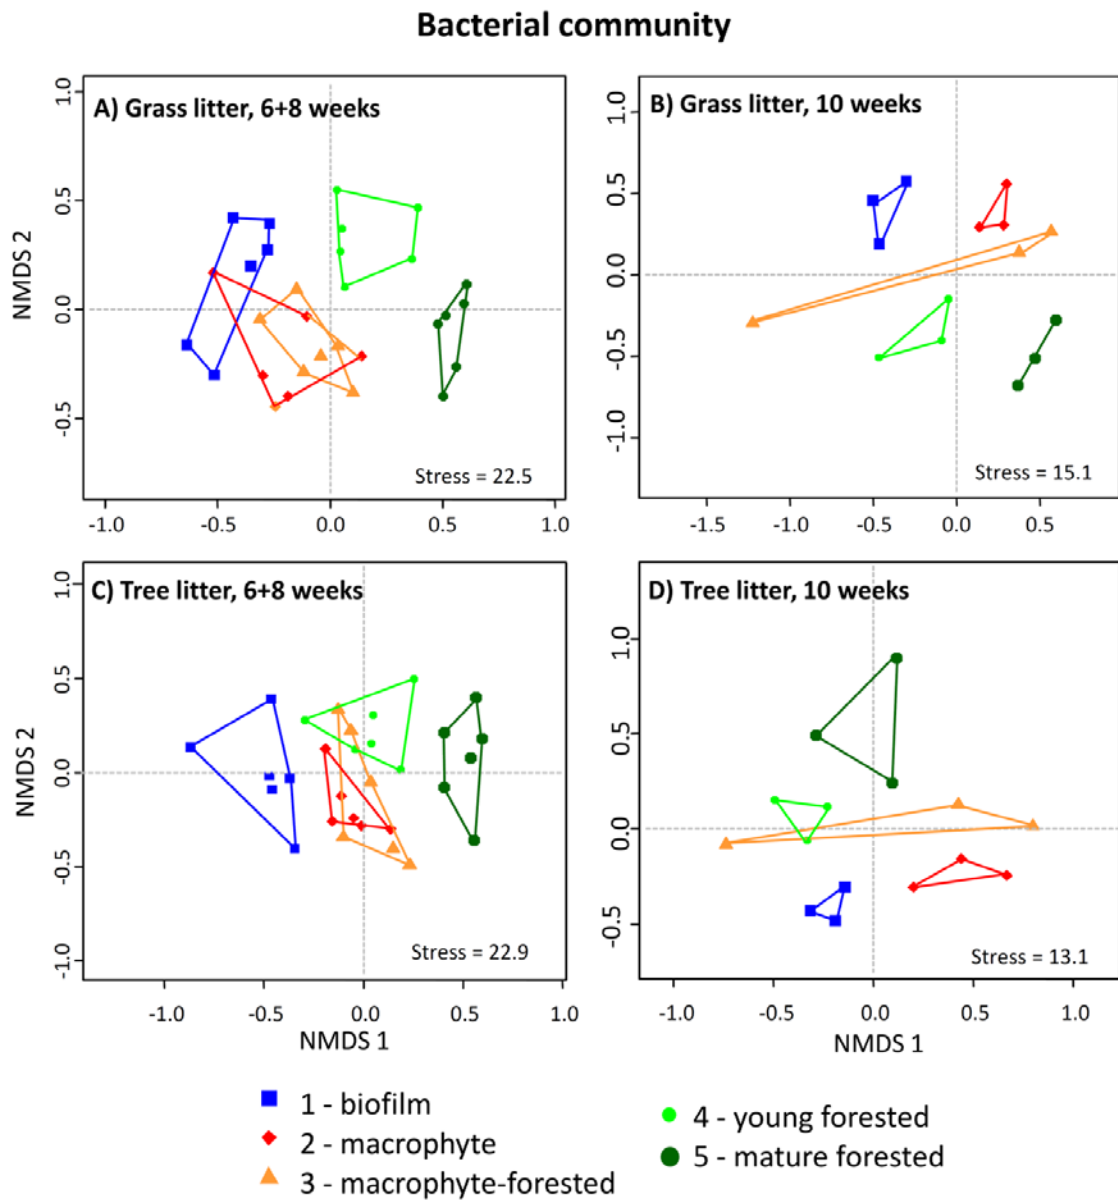 Bacterial community
A) Grass litter, 6+8 weeks
NMDS 2
1.0
0.5
0.0
-0.5
Stress = 22.5
-1.0 -0.5 0.0 0.5 1.0
B) Grass litter, 10 weeks
1.0
0.5
0.0
-0.5
-1.0
Stress = 15.1
-1.5 -1.0 -0.5 0.0 0.5
C) Tree litter, 6+8 weeks
NMDS 2
1.0
0.5
0.0
-0.5
-1.0
Stress = 22.9
-1.0 -0.5 0.0 0.5 1.0
NMDS 1
D) Tree litter, 10 weeks
1.0
0.5
0.0
-0.5
Stress = 13.1
-1.0 -0.5 0.0 0.5 1.0
NMDS 1
1 - biofilm
2 - macrophyte
3 - macrophyte-forested
4 - young forested
5 - mature forested